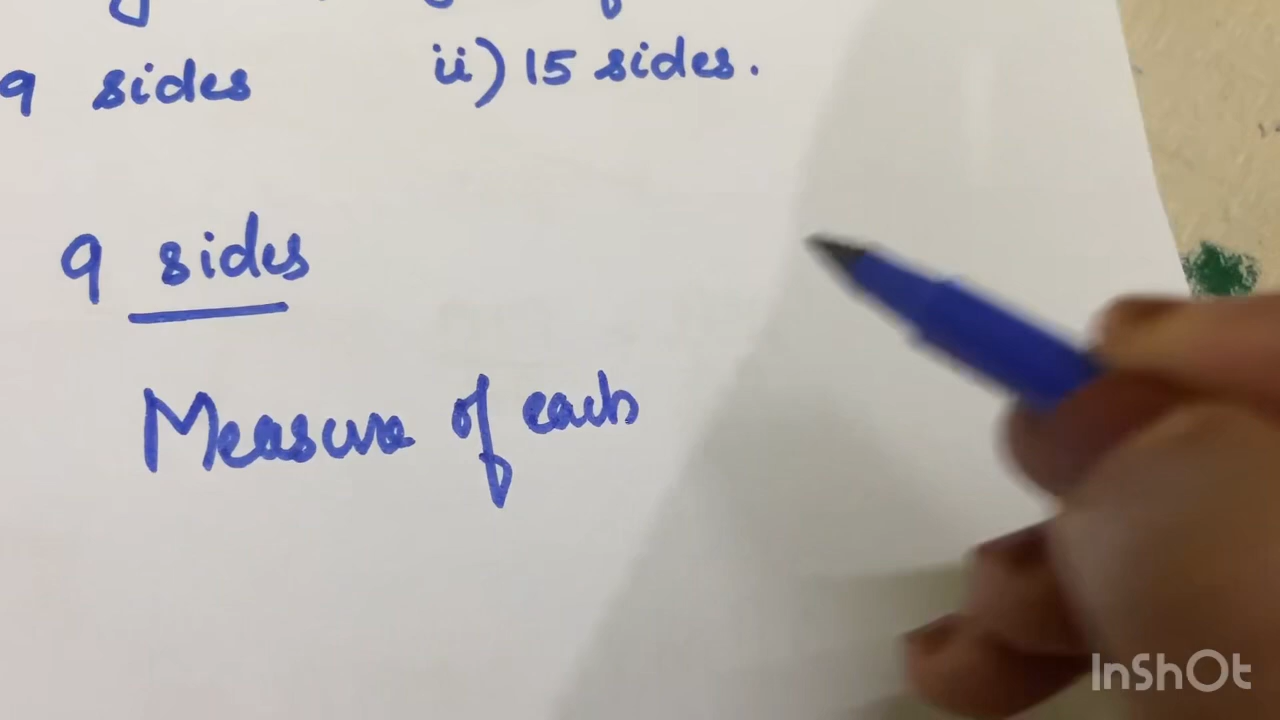 9 sides ii) 15 sides.
9 sides
Measure of each
InShOt